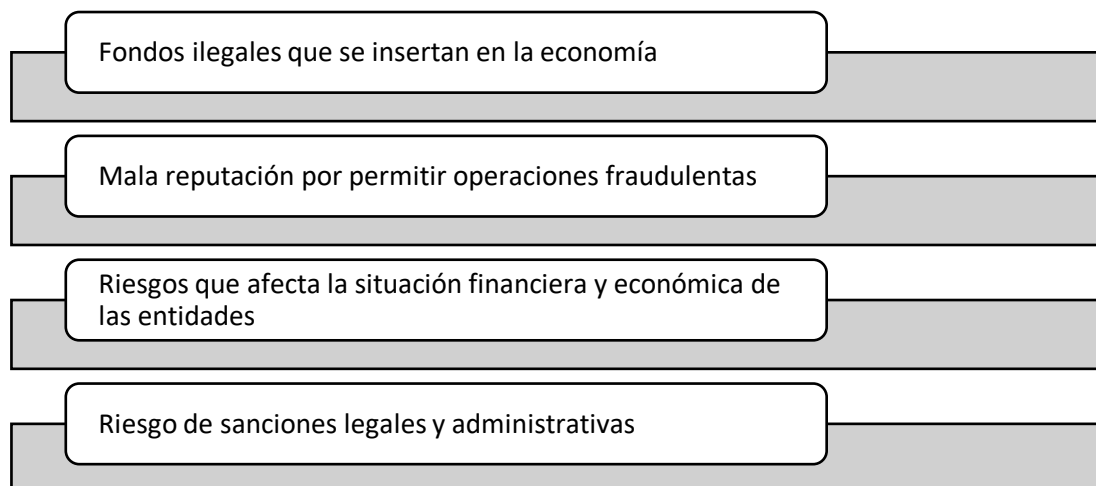 Fondos ilegales que se insertan en la economía
Mala reputación por permitir operaciones fraudulentas
Riesgos que afecta la situación financiera y económica de
las entidades
Riesgo de sanciones legales y administrativas